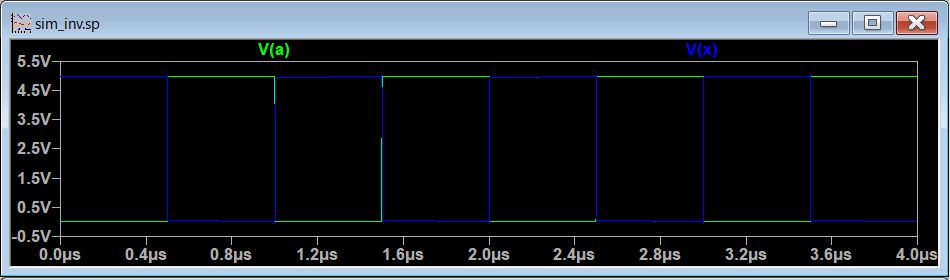 sim_inv.sp
V(a) V(x)
5.5V
4.5V
3.5V
2.5V
1.5V
0.5V
-0.5V
0.0µs 0.4µs 0.8µs 1.2µs 1.6µs 2.0µs 2.4µs 2.8µs 3.2µs 3.6µs 4.0µs